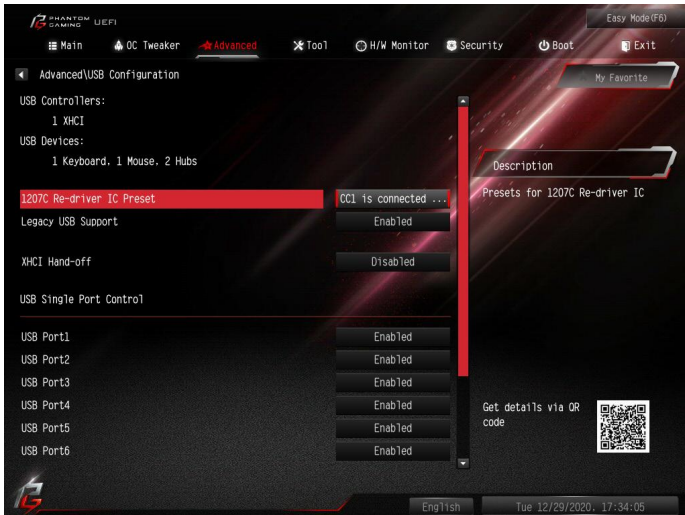 PHANTOM GAMING UEFI
Easy Mode(F6)
Main OC Tweaker Advanced Tool H/W Monitor Security Boot Exit
Advanced\USB Configuration
My Favorite
USB Controllers:
1 XHCI
USB Devices:
1 Keyboard, 1 Mouse, 2 Hubs
Description
1207C Re-driver IC Preset CC1 is connected ...
Presets for 1207C Re-driver IC
Legacy USB Support Enabled
XHCI Hand-off Disabled
USB Single Port Control
USB Port1 Enabled
USB Port2 Enabled
USB Port3 Enabled
USB Port4 Enabled
USB Port5 Enabled
USB Port6 Enabled
Get details via QR
code
English
Tue 12/29/2020, 17:34:05